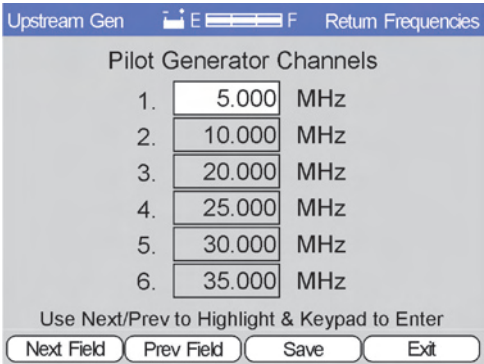 Upstream Gen E F Return Frequencies
Pilot Generator Channels
1. 5.000 MHz
2. 10.000 MHz
3. 20.000 MHz
4. 25.000 MHz
5. 30.000 MHz
6. 35.000 MHz
Use Next/Prev to Highlight & Keypad to Enter
Next Field Prev Field Save Exit